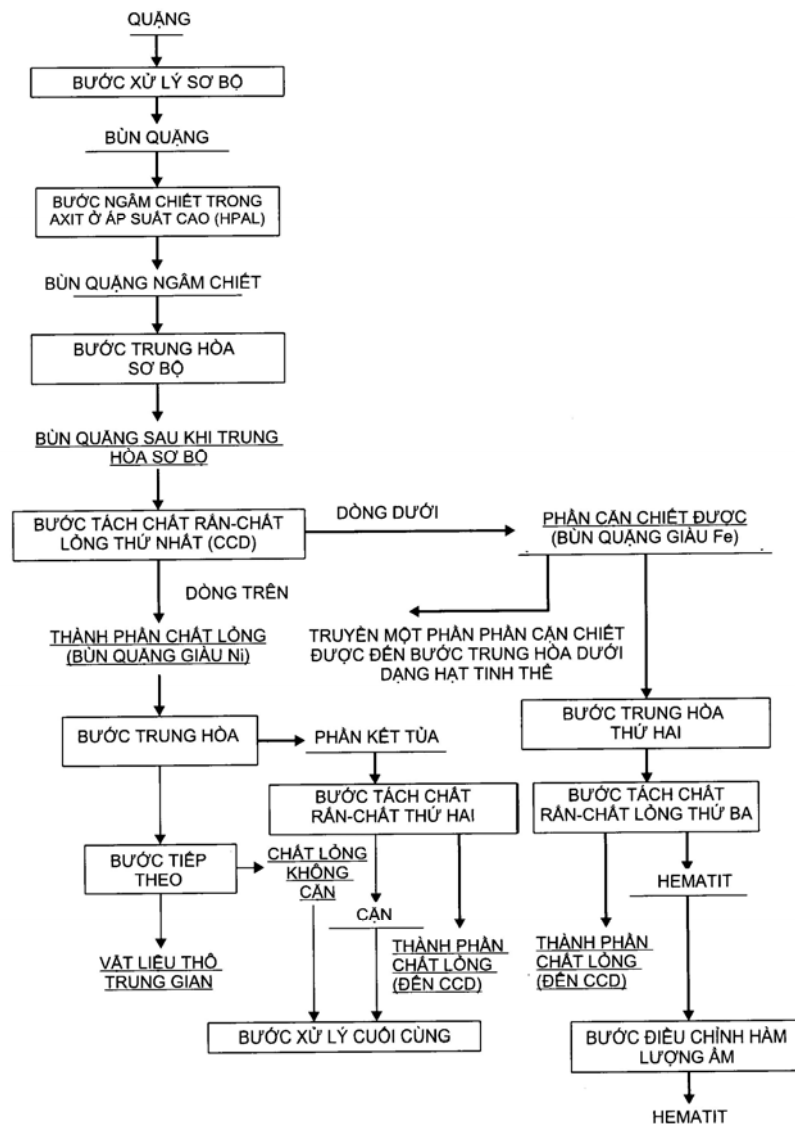 QUẶNG
BƯỚC XỬ LÝ SƠ BỘ
BÙN QUẶNG
BƯỚC NGÂM CHIẾT TRONG
AXIT Ở ÁP SUẤT CAO (HPAL)
BÙN QUẶNG NGÂM CHIẾT
BƯỚC TRUNG HÒA
SƠ BỘ
BÙN QUẶNG SAU KHI TRUNG
HÒA SƠ BỘ
BƯỚC TÁCH CHẤT RẮN-CHẤT
LỎNG THỨ NHẤT (CCD)
DÒNG DƯỚI
PHẦN CẶN CHIẾT ĐƯỢC
(BÙN QUẶNG GIÀU Fe)
DÒNG TRÊN
THÀNH PHẦN CHẤT LỎNG
(BÙN QUẶNG GIÀU Ni)
TRUYỀN MỘT PHẦN PHẦN CẶN CHIẾT
ĐƯỢC ĐẾN BƯỚC TRUNG HÒA DƯỚI
DẠNG HẠT TINH THỂ
BƯỚC TRUNG HÒA
PHẦN KẾT TỦA
BƯỚC TRUNG HÒA
THỨ HAI
BƯỚC TÁCH CHẤT
RẮN-CHẤT THỨ HAI
BƯỚC TÁCH CHẤT
RẮN-CHẤT LỎNG THỨ BA
BƯỚC TIẾP
THEO
CHẤT LỎNG
KHÔNG
CẶN
CẶN
HEMATIT
VẬT LIỆU THÔ
TRUNG GIAN
THÀNH PHẦN
CHẤT LỎNG
(ĐẾN CCD)
THÀNH PHẦN
CHẤT LỎNG
(ĐẾN CCD)
BƯỚC XỬ LÝ CUỐI CÙNG
BƯỚC ĐIỀU CHỈNH HÀM
LƯỢNG ẨM
HEMATIT